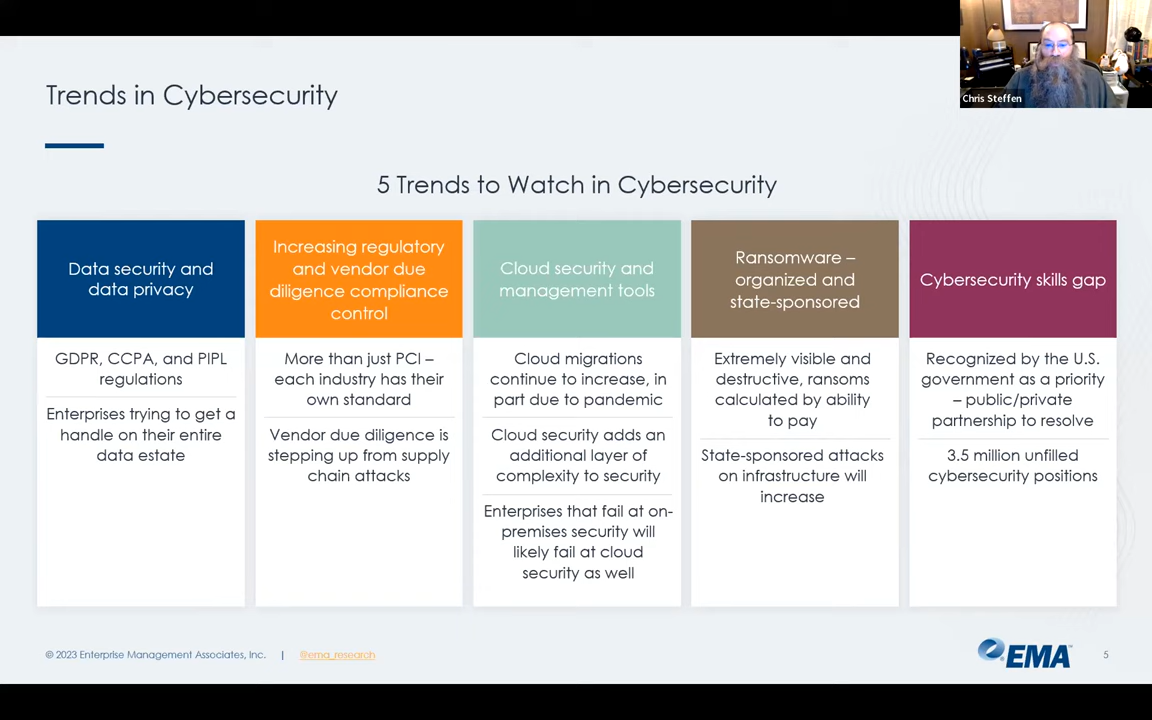 Chris Steffen
Trends in Cybersecurity
5 Trends to Watch in Cybersecurity
Data security and
data privacy
GDPR, CCPA, and PIPL
regulations
Enterprises trying to get a
handle on their entire
data estate
Increasing regulatory
and vendor due
diligence compliance
control
More than just PCI –
each industry has their
own standard
Vendor due diligence is
stepping up from supply
chain attacks
Cloud security and
management tools
Cloud migrations
continue to increase, in
part due to pandemic
Cloud security adds an
additional layer of
complexity to security
Enterprises that fail at on-
premises security will
likely fail at cloud
security as well
Ransomware –
organized and
state-sponsored
Extremely visible and
destructive, ransoms
calculated by ability
to pay
State-sponsored attacks
on infrastructure will
increase
Cybersecurity skills gap
Recognized by the U.S.
government as a priority
– public/private
partnership to resolve
3.5 million unfilled
cybersecurity positions
© 2023 Enterprise Management Associates, Inc. | @ema_research
EMA™
5